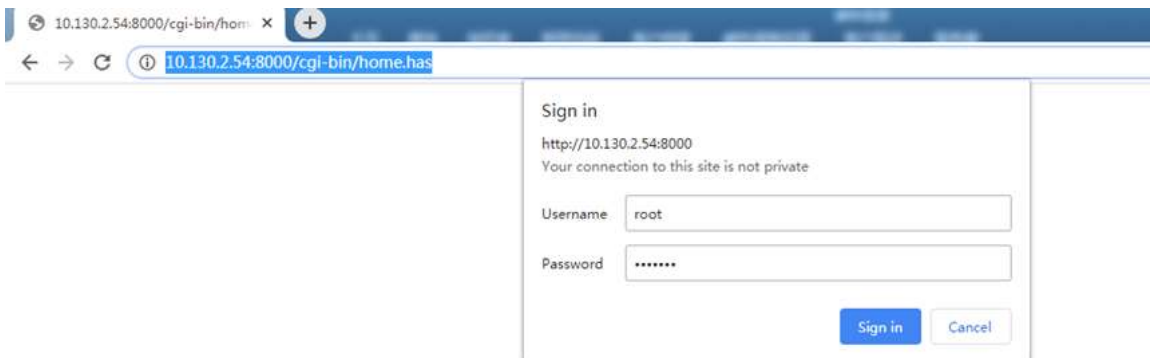 10.130.2.54:8000/cgi-bin/hom
10.130.2.54:8000/cgi-bin/home.has
Sign in
http://10.130.2.54:8000
Your connection to this site is not private
Username root
Password •••••••
Sign in Cancel